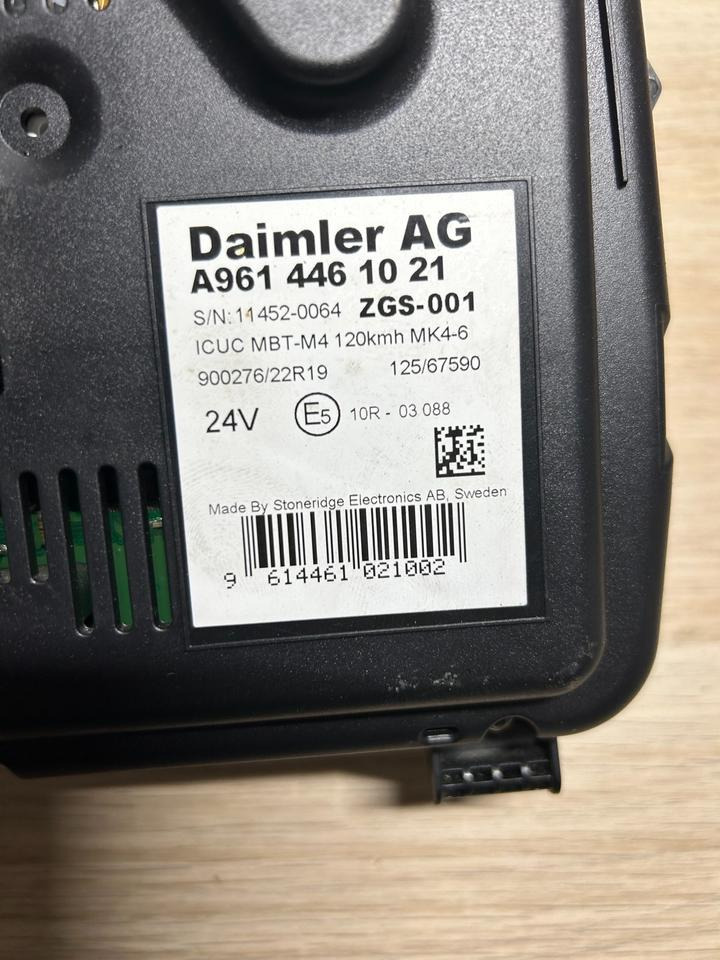 Daimler AG
A961 446 10 21
S/N: 11452-0064 ZGS-001
ICUC MBT-M4 120kmh MK4-6
900276/22R19 125/67590
24V E5 10R - 03 088
Made By Stoneridge Electronics AB, Sweden
9 614461 021002